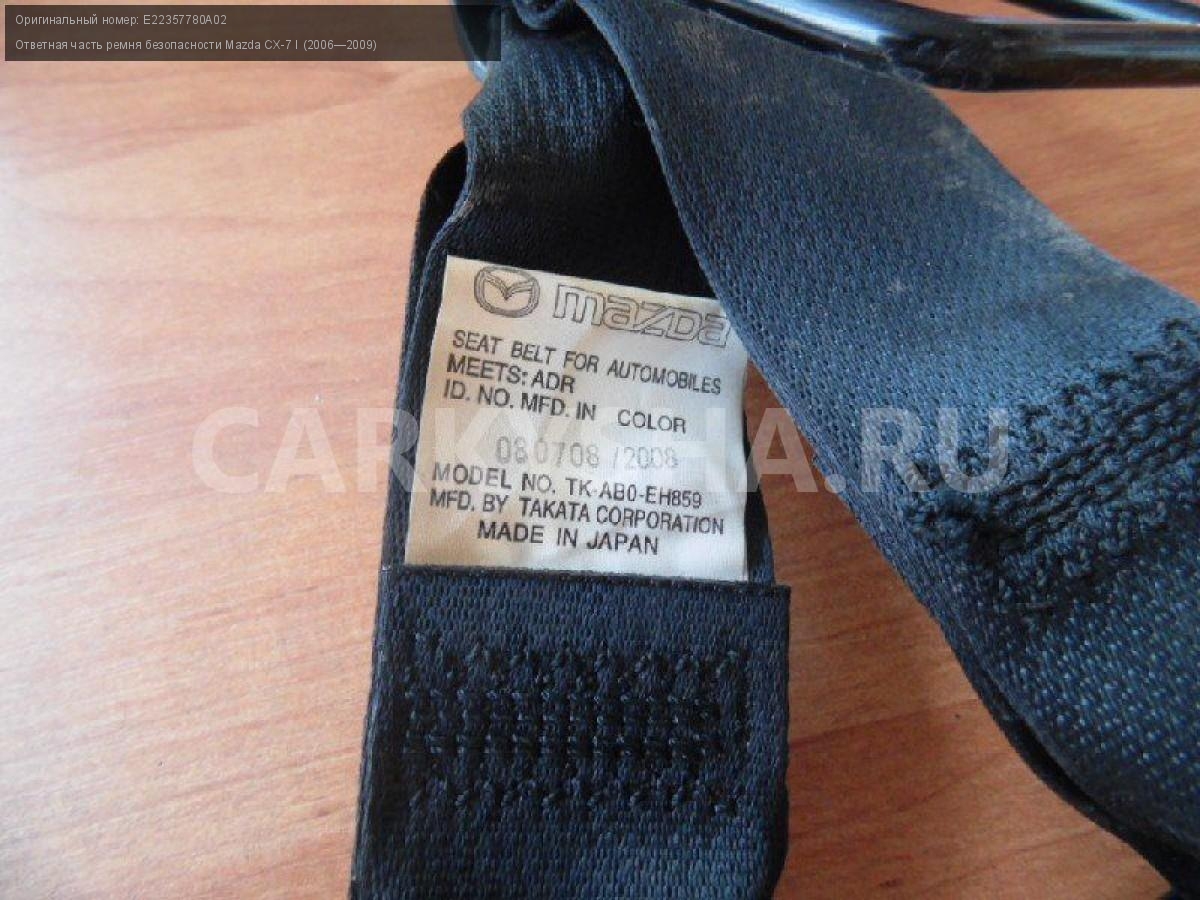 Оригинальный номер: E22357780A02
Ответная часть ремня безопасности Mazda CX-7 I (2006—2009)
mazda
SEAT BELT FOR AUTOMOBILES
MEETS: ADR
ID. NO. MFD. IN COLOR
080708 /2008
MODEL NO. TK-AB0-EH859
MFD. BY TAKATA CORPORATION
MADE IN JAPAN
CARKYSHA.RU